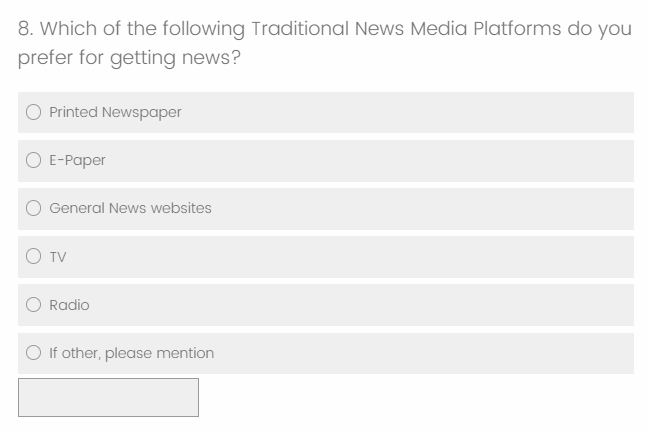 8. Which of the following Traditional News Media Platforms do you
prefer for getting news?
Printed Newspaper
E-Paper
General News websites
TV
Radio
If other, please mention